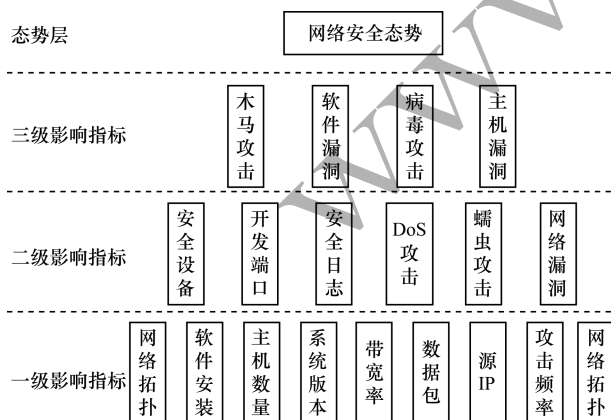 态势层
网络安全态势
三级影响指标
木马攻击
软件漏洞
病毒攻击
主机漏洞
二级影响指标
安全设备
开发端口
安全日志
DoS攻击
蠕虫攻击
网络漏洞
一级影响指标
网络拓扑
软件安装
主机数量
系统版本
带宽率
数据包
源IP
攻击频率
网络
www